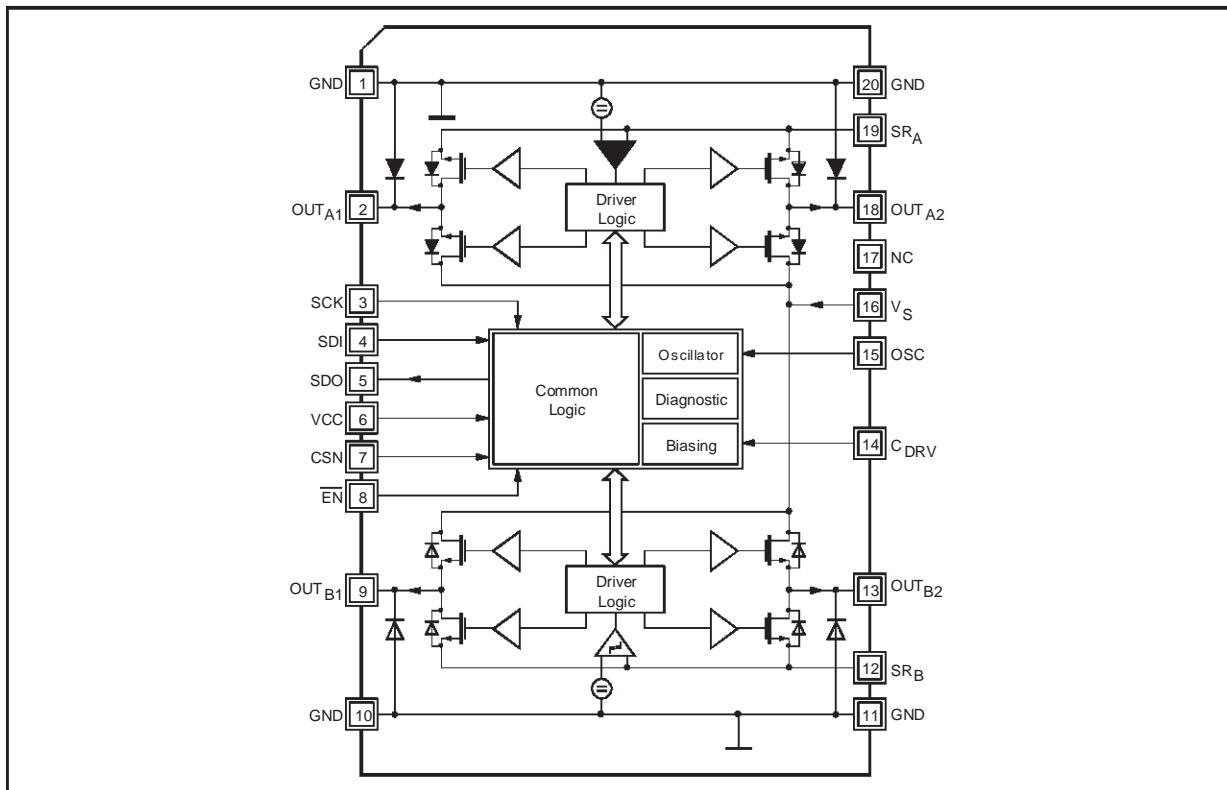 GND 1
20 GND
19 SRA
OUTA1 2
Driver
Logic
18 OUTA2
17 NC
SCK 3
16 VS
SDI 4
Oscillator
15 OSC
SDO 5
Common
Logic
Diagnostic
VCC 6
Biasing
14 CDRV
CSN 7
EN 8
OUTB1 9
Driver
Logic
13 OUTB2
12 SRB
GND 10
11 GND